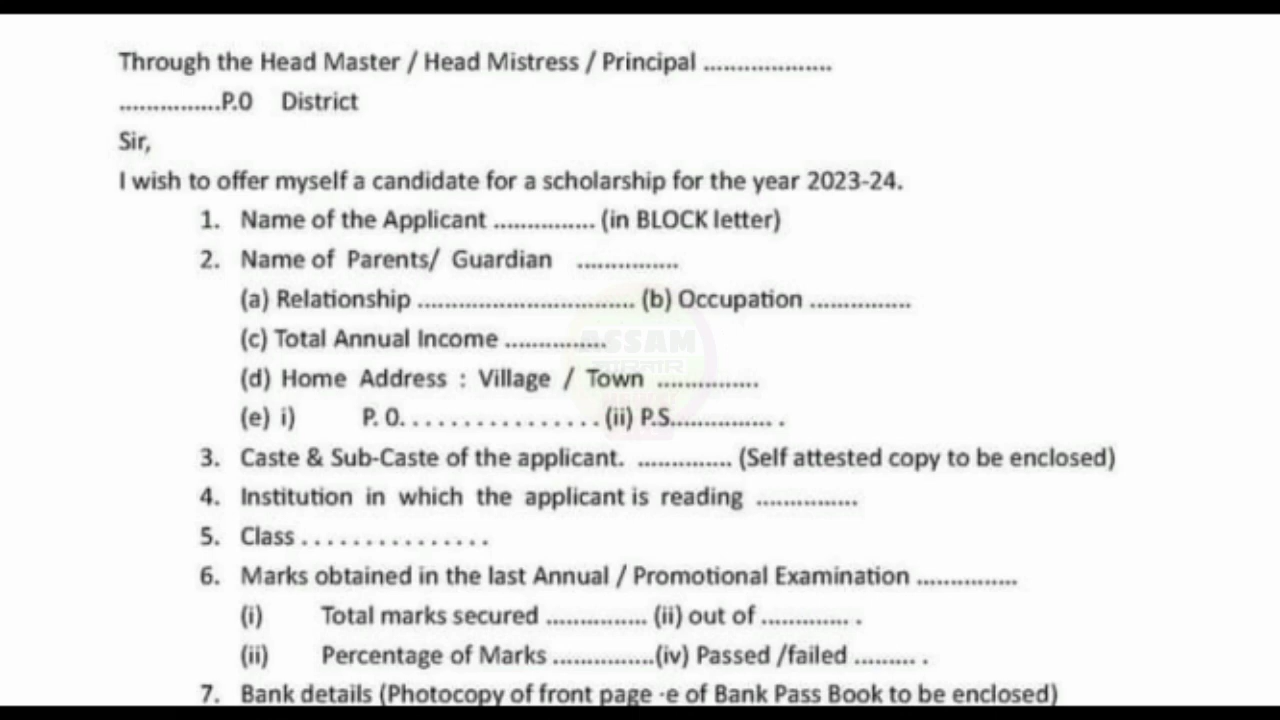 Through the Head Master / Head Mistress / Principal ...................
...............P.O District
Sir,
I wish to offer myself a candidate for a scholarship for the year 2023-24.
1. Name of the Applicant ............... (in BLOCK letter)
2. Name of Parents/ Guardian ...............
(a) Relationship ................................ (b) Occupation ...............
(c) Total Annual Income ...............
(d) Home Address : Village / Town ...............
(e) i) P. O. . . . . . . . . . . . . . . . (ii) P.S............... .
3. Caste & Sub-Caste of the applicant. .............. (Self attested copy to be enclosed)
4. Institution in which the applicant is reading ...............
5. Class . . . . . . . . . . . . . . .
6. Marks obtained in the last Annual / Promotional Examination ...............
(i) Total marks secured ............... (ii) out of ............. .
(ii) Percentage of Marks ...............(iv) Passed /failed ......... .
7. Bank details (Photocopy of front page -e of Bank Pass Book to be enclosed)
ASSAM